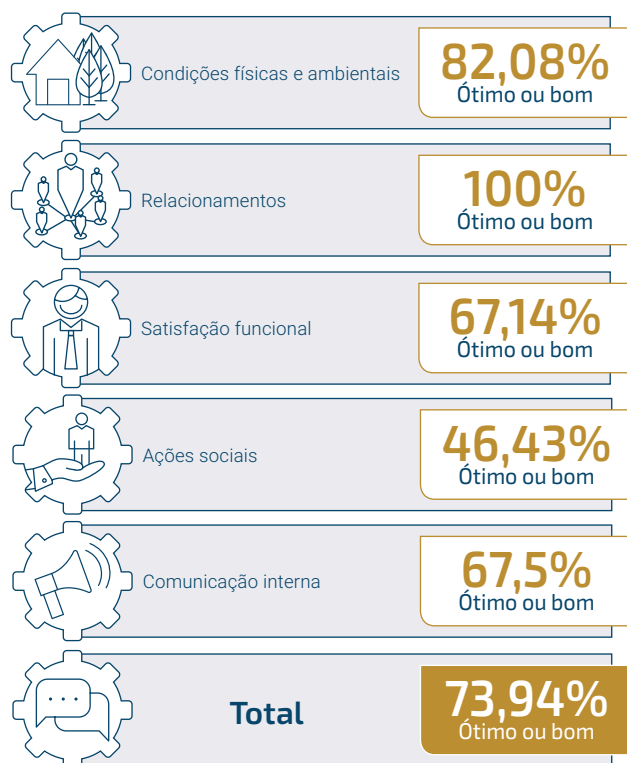 Condições físicas e ambientais
82,08%
Ótimo ou bom
Relacionamentos
100%
Ótimo ou bom
Satisfação funcional
67,14%
Ótimo ou bom
Ações sociais
46,43%
Ótimo ou bom
Comunicação interna
67,5%
Ótimo ou bom
Total
73,94%
Ótimo ou bom